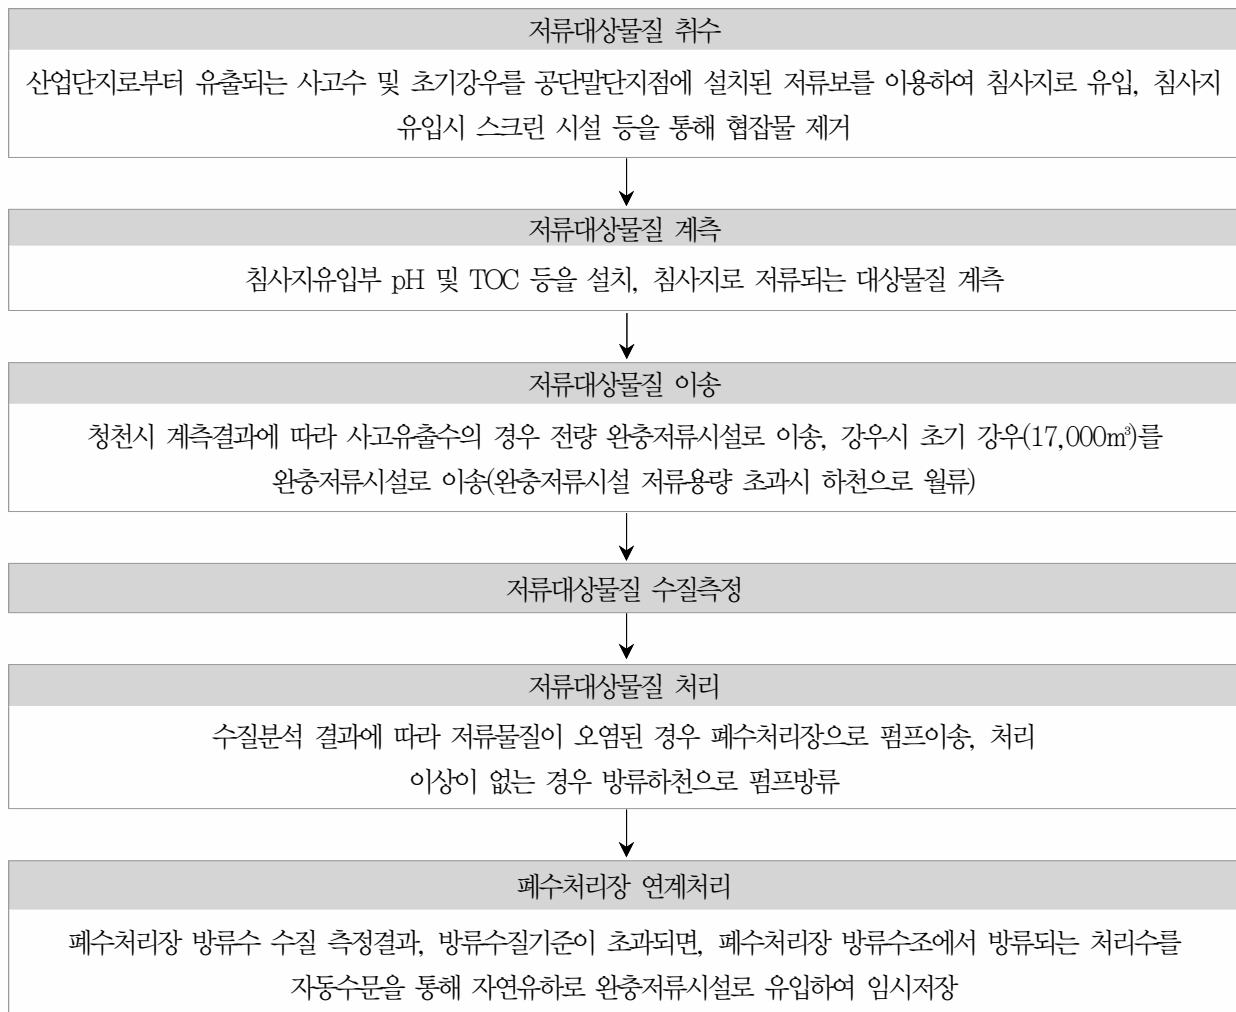 저류대상물질 취수
산업단지로부터 유출되는 사고수 및 초기강우를 공단말단지점에 설치된 저류보를 이용하여 침사지로 유입, 침사지
유입시 스크린 시설 등을 통해 협잡물 제거
저류대상물질 계측
침사지유입부 pH 및 TOC 등을 설치, 침사지로 저류되는 대상물질 계측
저류대상물질 이송
청천시 계측결과에 따라 사고유출수의 경우 전량 완충저류시설로 이송, 강우시 초기 강우(17,000㎥)를
완충저류시설로 이송(완충저류시설 저류용량 초과시 하천으로 월류)
저류대상물질 수질측정
저류대상물질 처리
수질분석 결과에 따라 저류물질이 오염된 경우 폐수처리장으로 펌프이송, 처리
이상이 없는 경우 방류하천으로 펌프방류
폐수처리장 연계처리
폐수처리장 방류수 수질 측정결과, 방류수질기준이 초과되면, 폐수처리장 방류수조에서 방류되는 처리수를
자동수문을 통해 자연유하로 완충저류시설로 유입하여 임시저장